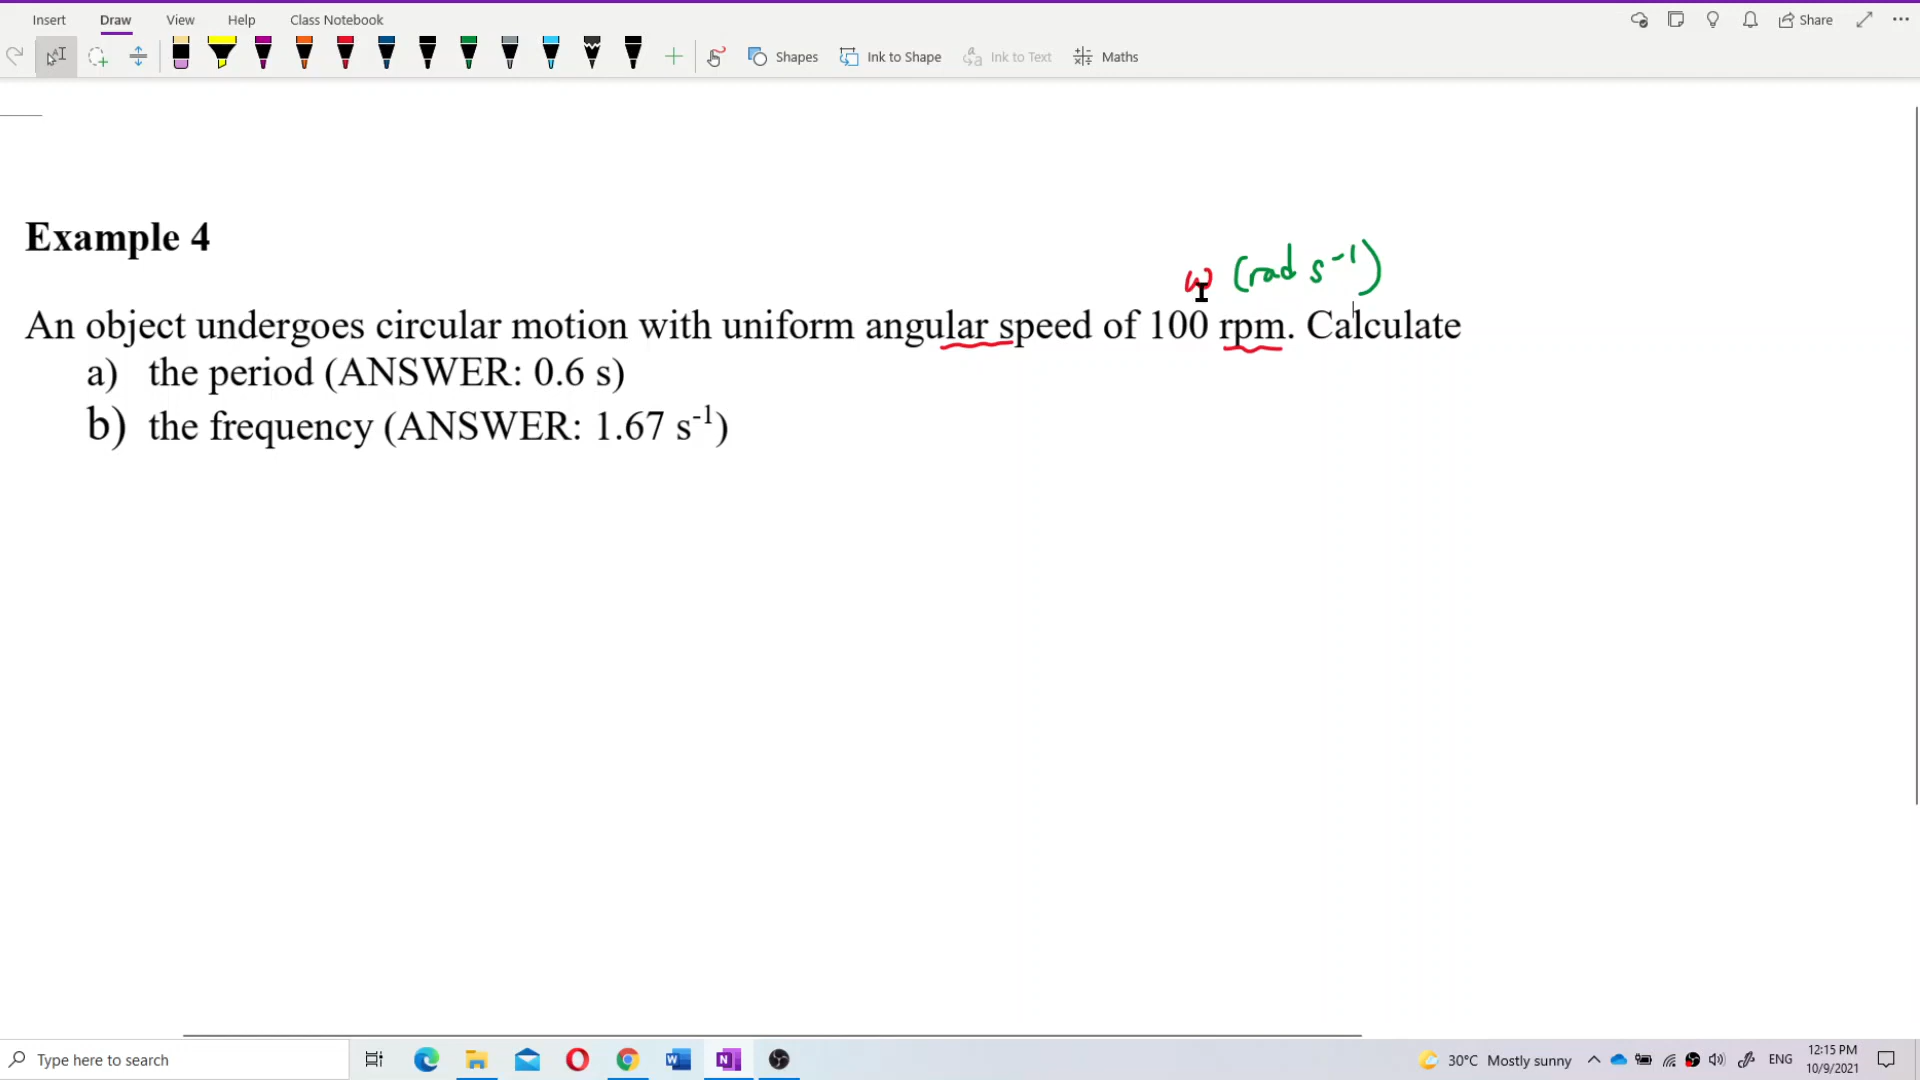 Insert Draw View Help Class Notebook Share
Shapes Ink to Shape Ink to Text Maths
Example 4
ω (rad s⁻¹)
An object undergoes circular motion with uniform angular speed of 100 rpm. Calculate
a) the period (ANSWER: 0.6 s)
b) the frequency (ANSWER: 1.67 s⁻¹)
Type here to search 30°C Mostly sunny ENG 12:15 PM
10/9/2021